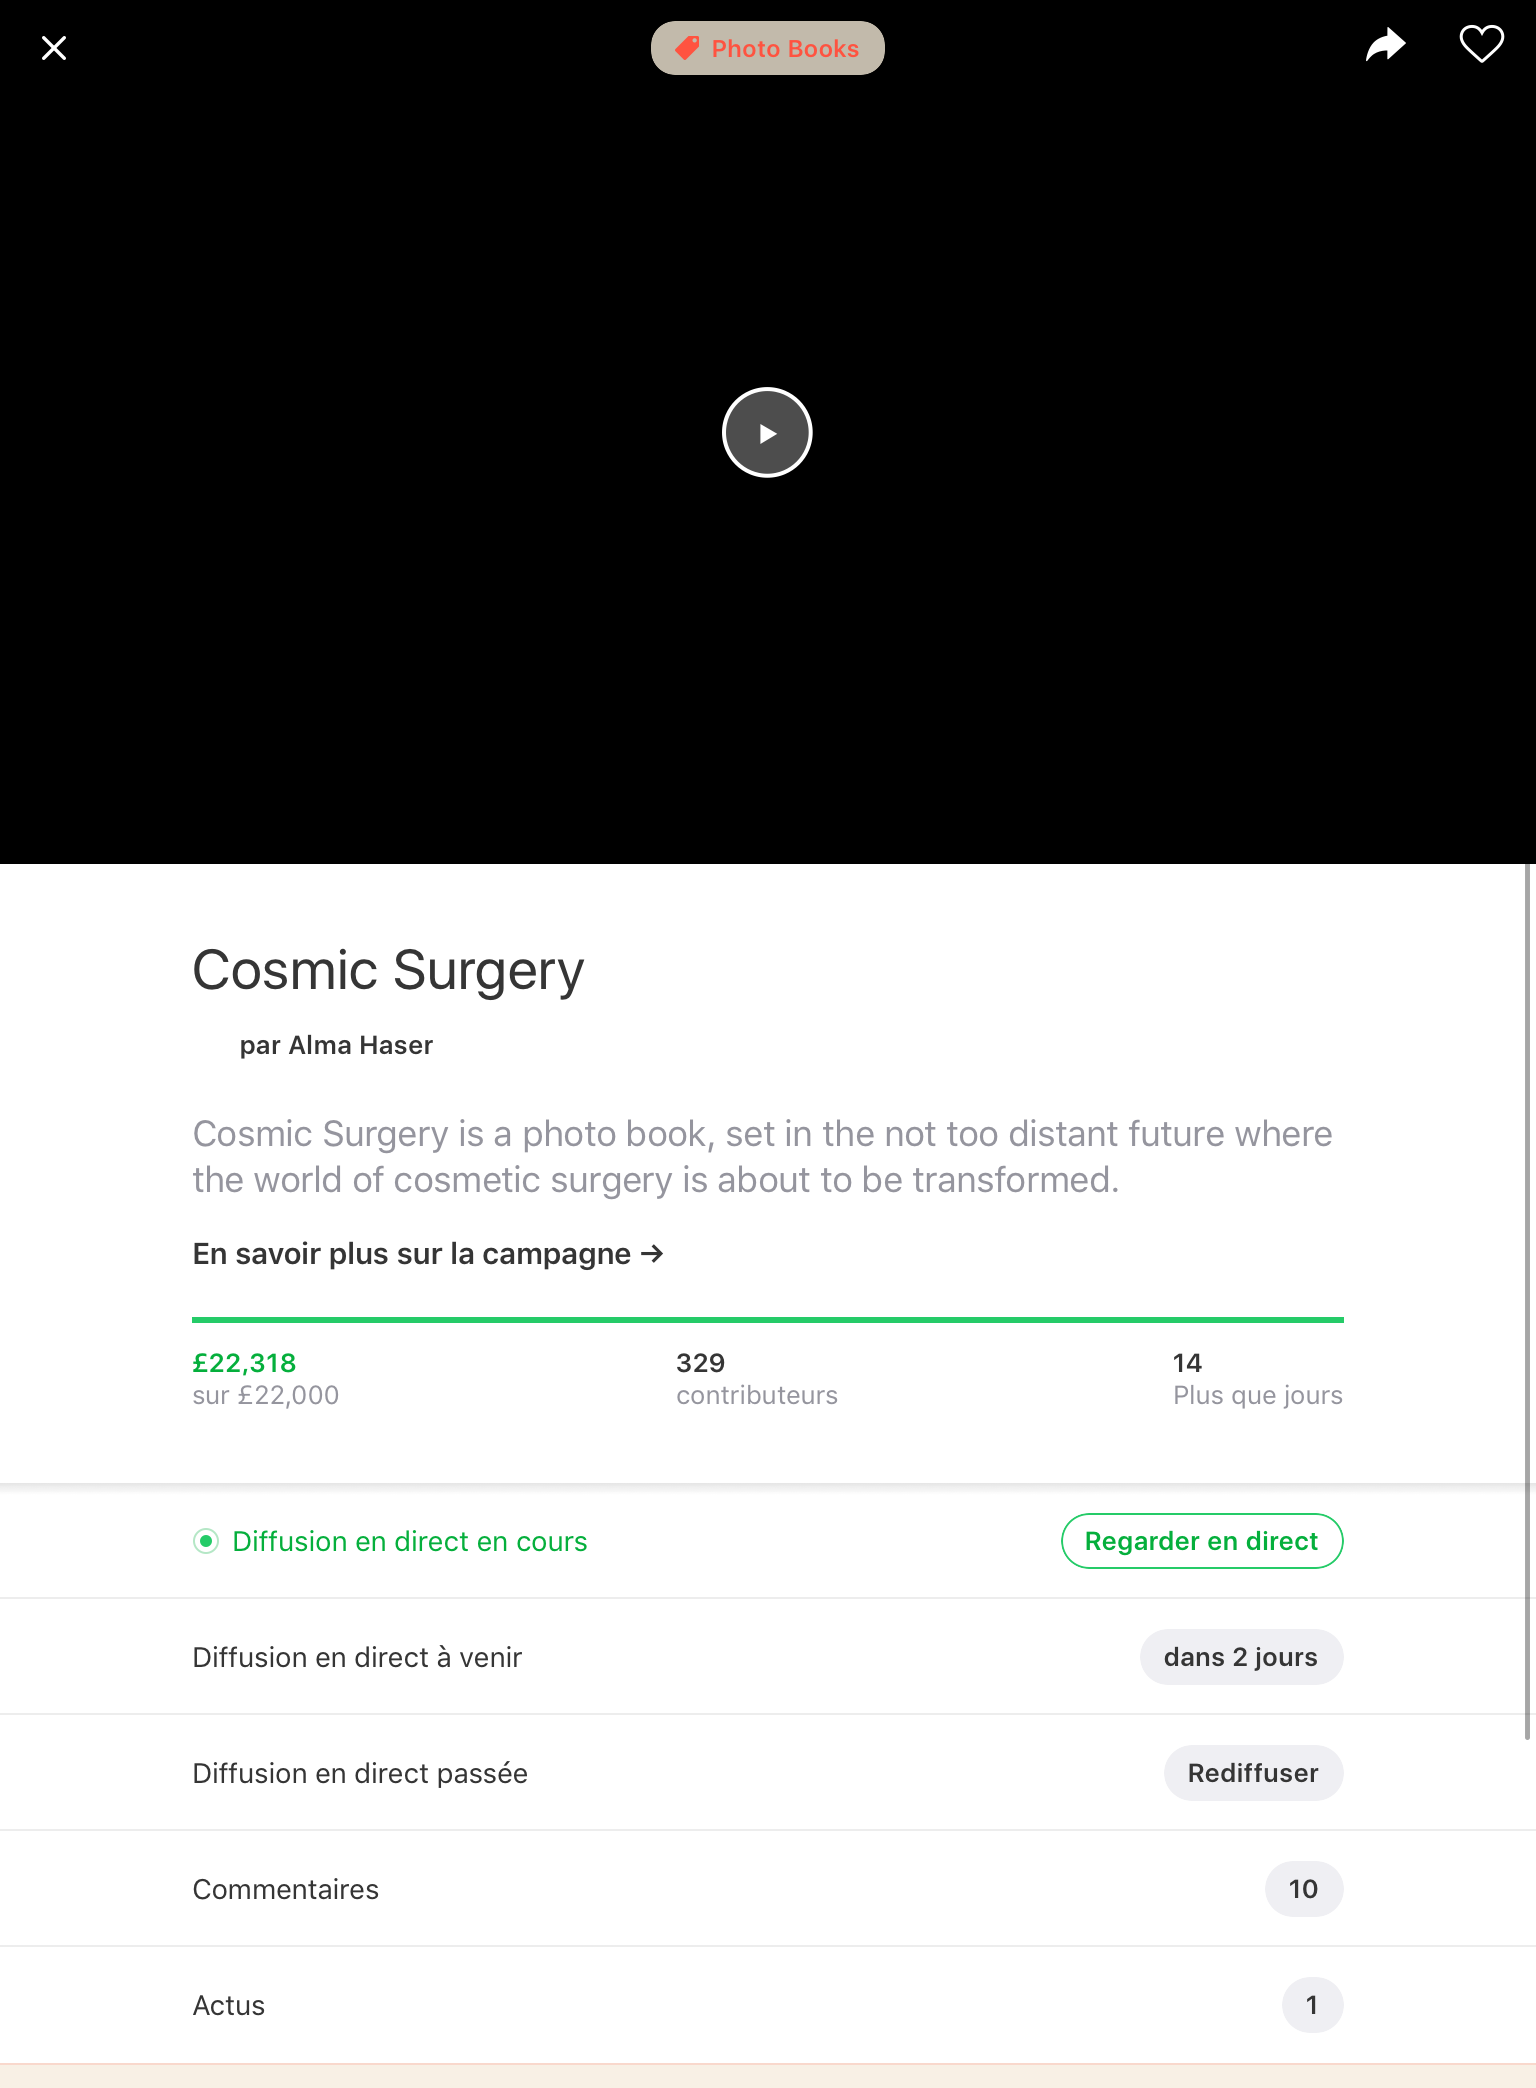 Photo Books
Cosmic Surgery
par Alma Haser
Cosmic Surgery is a photo book, set in the not too distant future where
the world of cosmetic surgery is about to be transformed.
En savoir plus sur la campagne →
£22,318
sur £22,000
329
contributeurs
14
Plus que jours
Diffusion en direct en cours
Regarder en direct
Diffusion en direct à venir
dans 2 jours
Diffusion en direct passée
Rediffuser
Commentaires
10
Actus
1